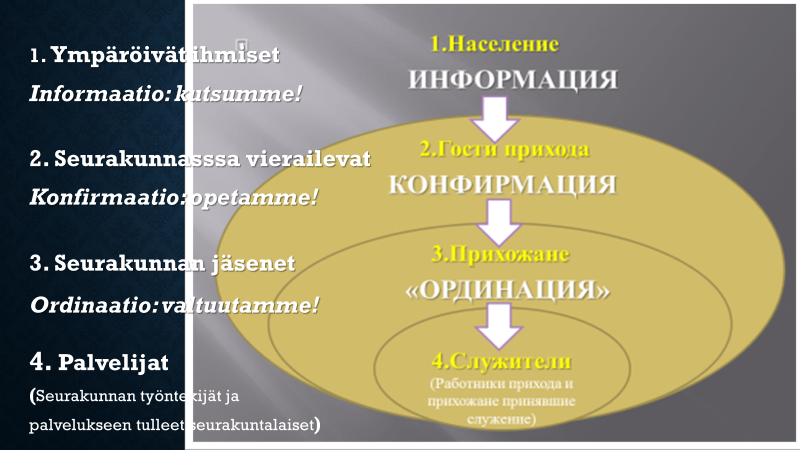 1. Ympäröivät ihmiset
Informaatio: kutsumme!
2. Seurakunnasssa vierailevat
Konfirmaatio: opetamme!
3. Seurakunnan jäsenet
Ordinaatio: valtuutamme!
4. Palvelijat
(Seurakunnan työntekijät ja
palvelukseen tulleet seurakuntalaiset)
1.Население
ИНФОРМАЦИЯ
2.Гости прихода
КОНФИРМАЦИЯ
3.Прихожане
«ОРДИНАЦИЯ»
4.Служители
(Работники прихода и
прихожане принявшие
служение)